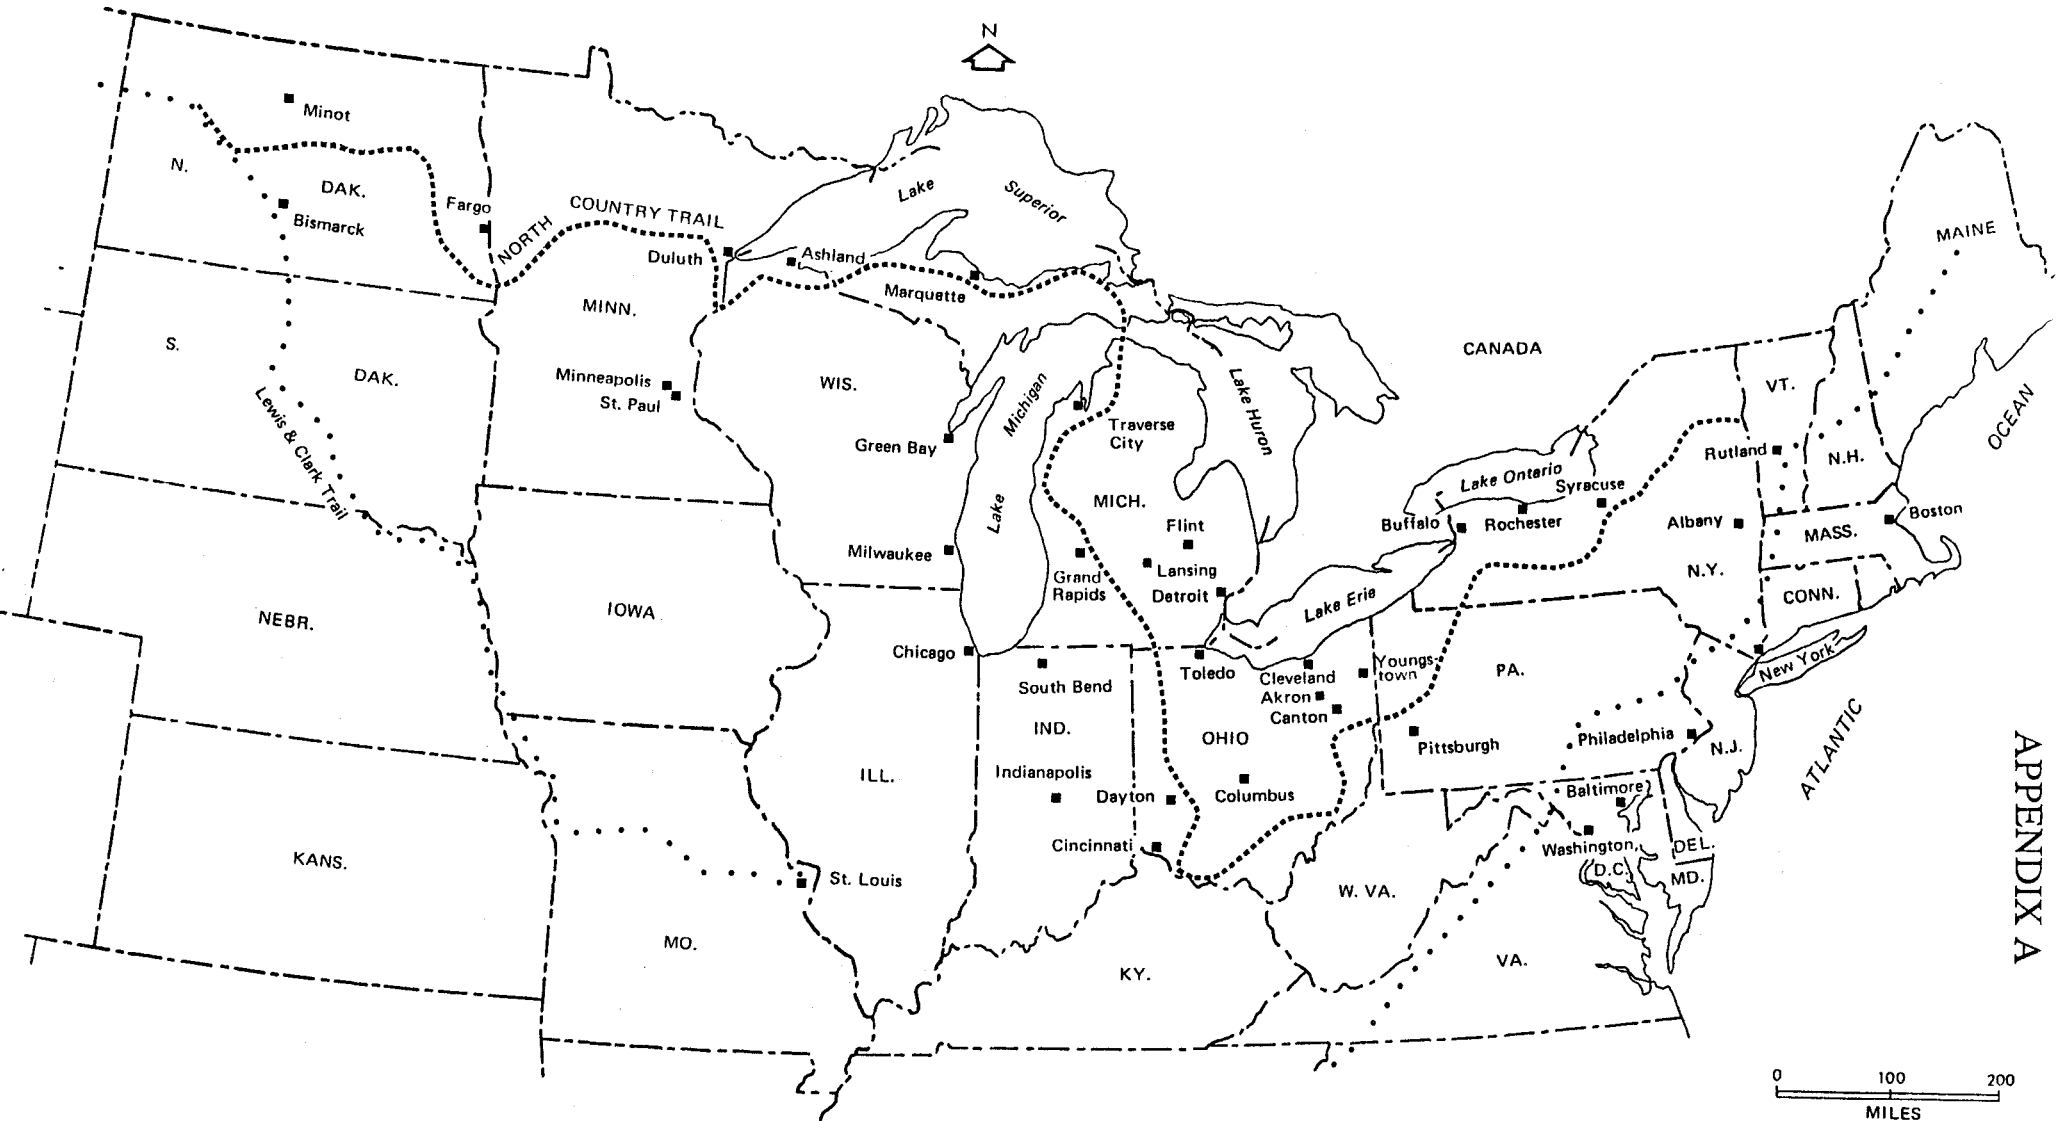 N
Minot
N.
DAK.
Bismarck
Fargo
NORTH
COUNTRY TRAIL
Duluth
Ashland
Lake
Superior
Marquette
MINN.
S.
DAK.
Minneapolis
St. Paul
WIS.
Green Bay
Lake
Michigan
Traverse
City
Lake Huron
CANADA
MAINE
VT.
Rutland
N.H.
OCEAN
Lewis & Clark Trail
MICH.
Flint
Lansing
Detroit
Grand
Rapids
Milwaukee
Lake Ontario
Syracuse
Buffalo
Rochester
Albany
Boston
MASS.
N.Y.
CONN.
Lake Erie
NEBR.
IOWA
Chicago
South Bend
Toledo
Cleveland
Akron
Canton
Youngs-
town
PA.
New York
IND.
OHIO
Pittsburgh
Philadelphia
N.J.
ATLANTIC
Indianapolis
ILL.
Dayton
Columbus
Baltimore
Cincinnati
Washington,
D.C.
DEL.
MD.
KANS.
St. Louis
W. VA.
MO.
KY.
VA.
APPENDIX A
0 100 200
MILES